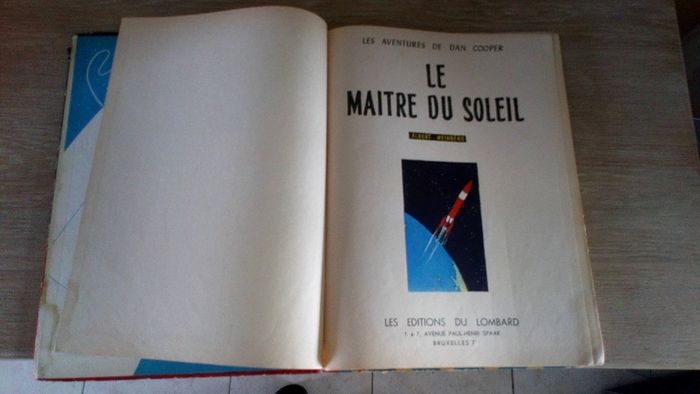 LES AVENTURES DE DAN COOPER
LE
MAITRE DU SOLEIL
ALBERT WEINBERG
LES EDITIONS DU LOMBARD
1 à 7, AVENUE PAUL-HENRI SPAAK
BRUXELLES 7